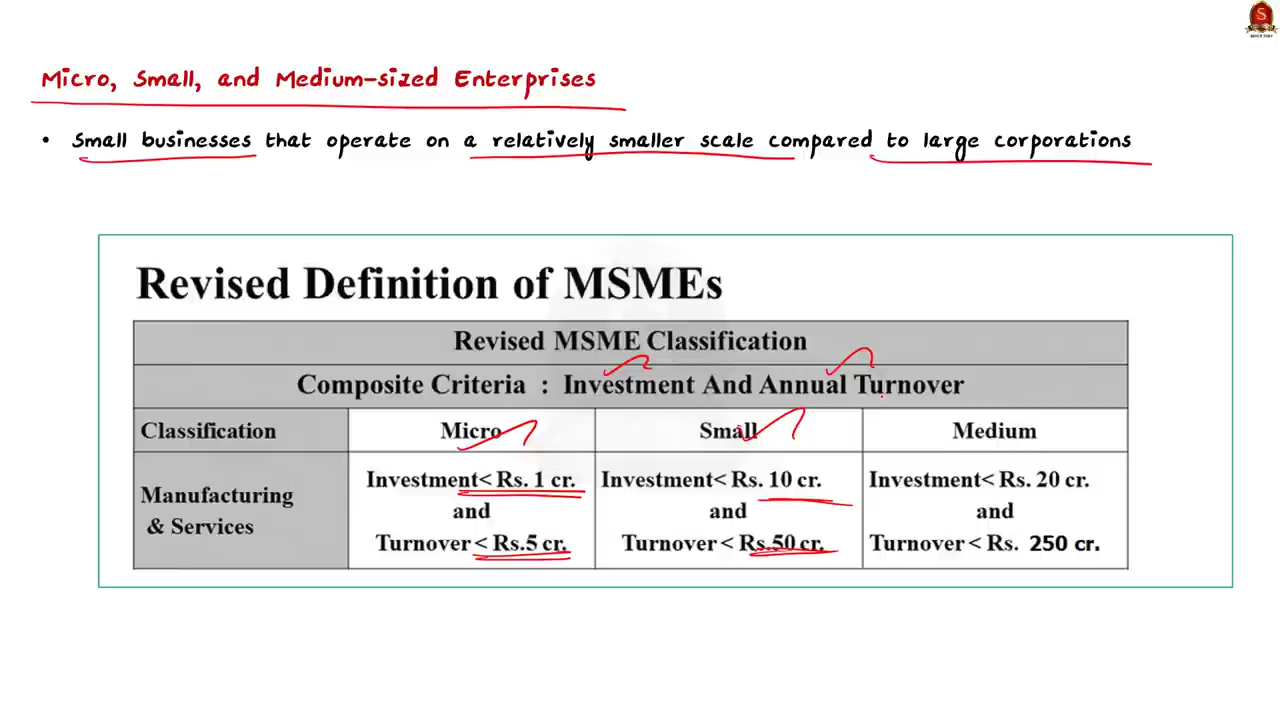 Micro, Small, and Medium-sized Enterprises
• Small businesses that operate on a relatively smaller scale compared to large corporations
Revised Definition of MSMEs
Revised MSME Classification
Composite Criteria : Investment And Annual Turnover
Classification Micro Small Medium
Manufacturing & Services
Investment< Rs. 1 cr. and Turnover < Rs.5 cr.
Investment< Rs. 10 cr. and Turnover < Rs.50 cr.
Investment< Rs. 20 cr. and Turnover < Rs. 250 cr.